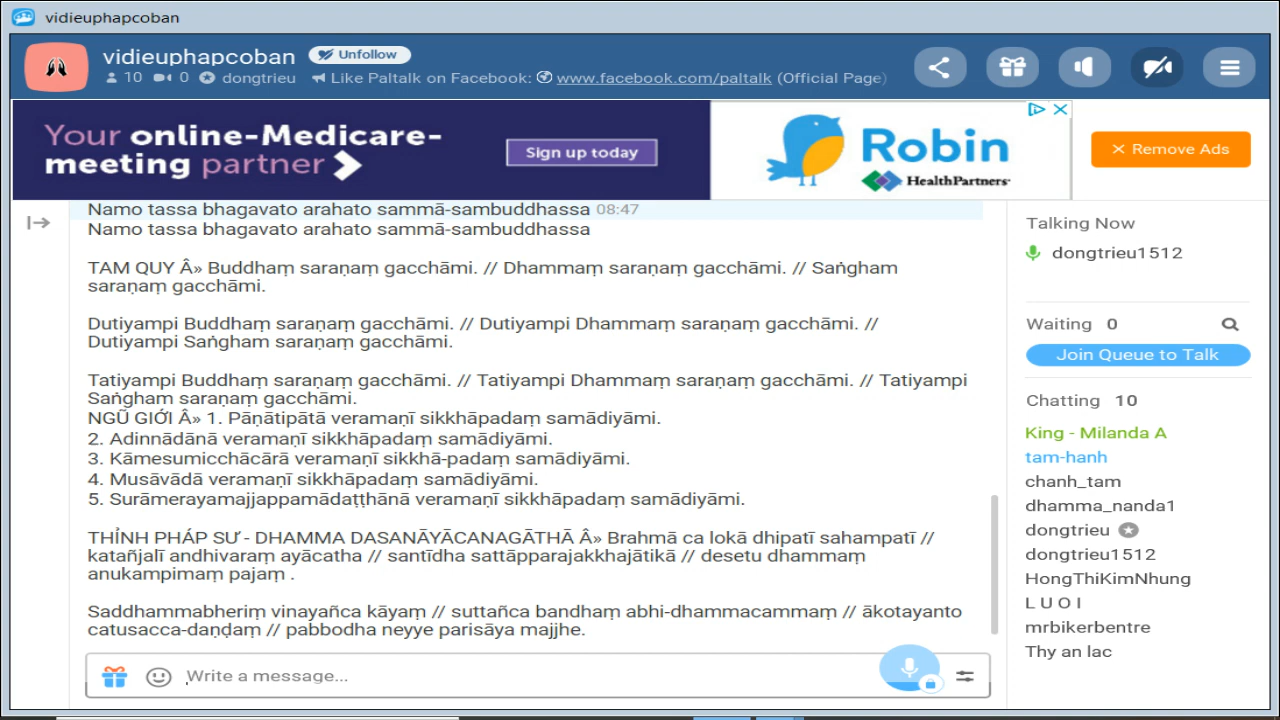 vidieuphapcoban
vidieuphapcoban Unfollow
10 0 dongtrieu Like Paltalk on Facebook: www.facebook.com/paltalk (Official Page)
Your online-Medicare-
meeting partner
Sign up today
Robin
HealthPartners
× Remove Ads
Namo tassa bhagavato arahato sammā-sambuddhassa 08:47
Namo tassa bhagavato arahato sammā-sambuddhassa
TAM QUY Â» Buddhaṃ saraṇaṃ gacchāmi. // Dhammaṃ saraṇaṃ gacchāmi. // Saṅgham
saraṇaṃ gacchāmi.
Dutiyampi Buddhaṃ saraṇaṃ gacchāmi. // Dutiyampi Dhammaṃ saraṇaṃ gacchāmi. //
Dutiyampi Saṅgham saraṇaṃ gacchāmi.
Tatiyampi Buddhaṃ saraṇaṃ gacchāmi. // Tatiyampi Dhammaṃ saraṇaṃ gacchāmi. // Tatiyampi
Saṅgham saraṇaṃ gacchāmi.
NGŨ GIỚI Â» 1. Pāṇātipātā veramaṇī sikkhāpadaṃ samādiyāmi.
2. Adinnādānā veramaṇī sikkhāpadaṃ samādiyāmi.
3. Kāmesumicchācārā veramaṇī sikkhā-padaṃ samādiyāmi.
4. Musāvādā veramaṇī sikkhāpadaṃ samādiyāmi.
5. Surāmerayamajjappamādaṭṭhānā veramaṇī sikkhāpadaṃ samādiyāmi.
THỈNH PHÁP SƯ - DHAMMA DASANĀYĀCANAGĀTHĀ Â» Brahmā ca lokā dhipatī sahampatī //
katañjalī andhivaraṃ ayācatha // santīdha sattāpparajakkhajātikā // desetu dhammaṃ
anukampimaṃ pajaṃ .
Saddhammabheriṃ vinayañca kāyaṃ // suttañca bandhaṃ abhi-dhammacammaṃ // ākotayanto
catusacca-daṇḍaṃ // pabbodha neyye parisāya majjhe.
Write a message...
Talking Now
dongtrieu1512
Waiting 0
Join Queue to Talk
Chatting 10
King - Milanda A
tam-hanh
chanh_tam
dhamma_nanda1
dongtrieu
dongtrieu1512
HongThiKimNhung
L U O I
mrbikerbentre
Thy an lac